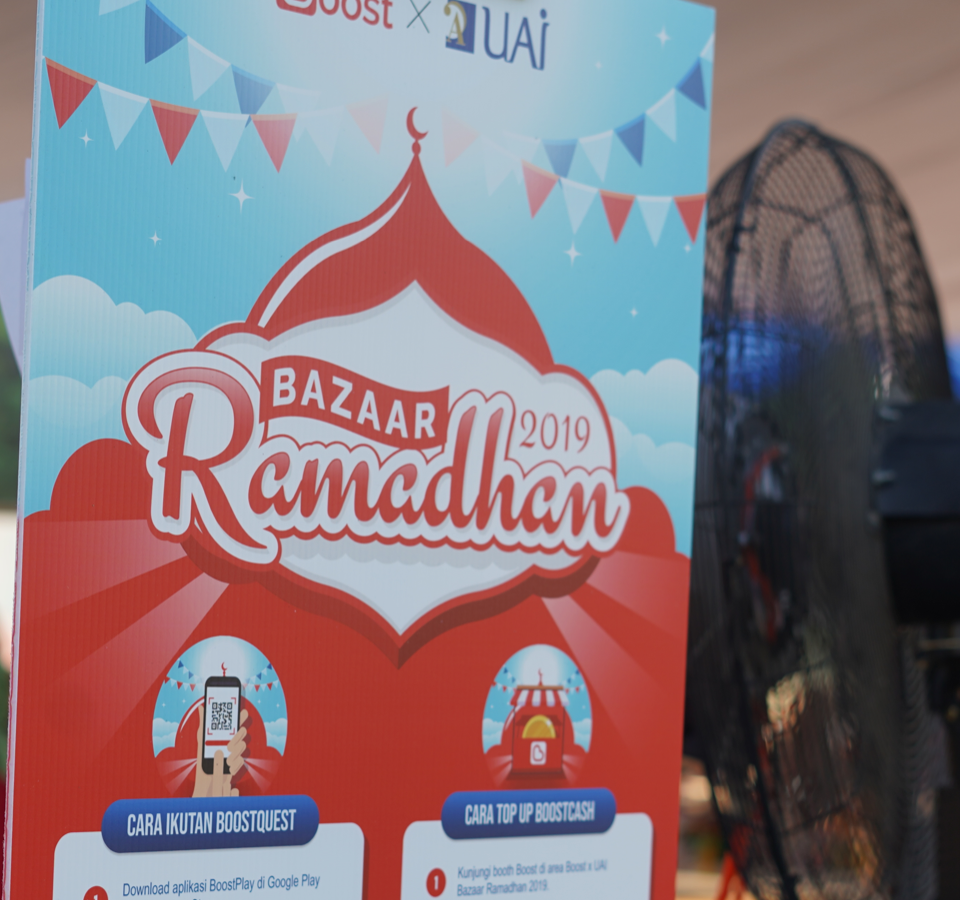 Boost X UAi
BAZAAR
Ramadhan
2019
CARA IKUTAN BOOSTQUEST
CARA TOP UP BOOSTCASH
1 Download aplikasi BoostPlay di Google Play
1 Kunjungi booth Boost di area Boost x UAI
Bazaar Ramadhan 2019.